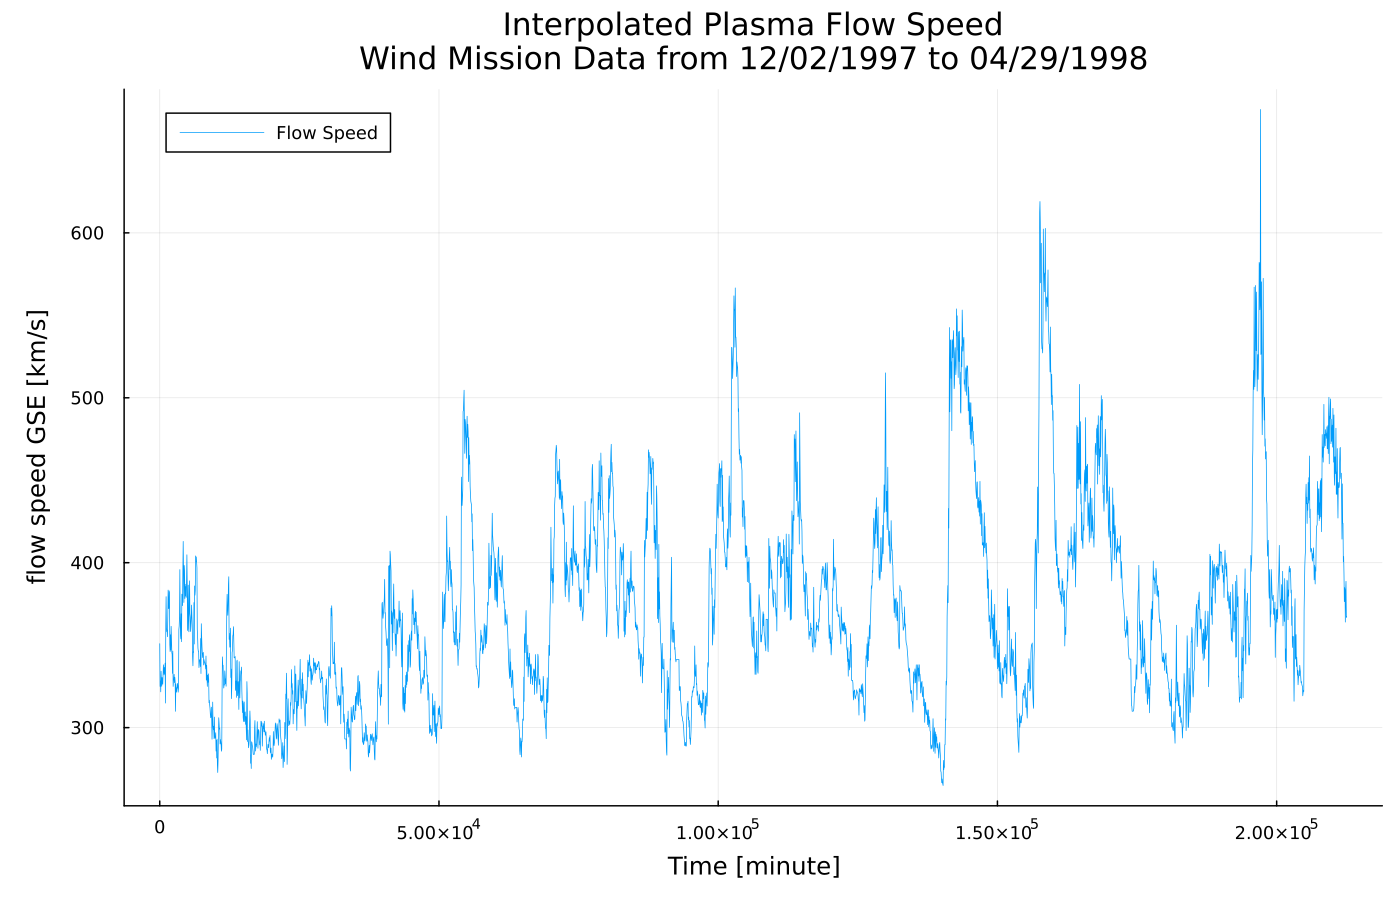 Interpolated Plasma Flow Speed
Wind Mission Data from 12/02/1997 to 04/29/1998
Flow Speed
flow speed GSE [km/s]
600
500
400
300
0 5.00×10⁴ 1.00×10⁵ 1.50×10⁵ 2.00×10⁵
Time [minute]